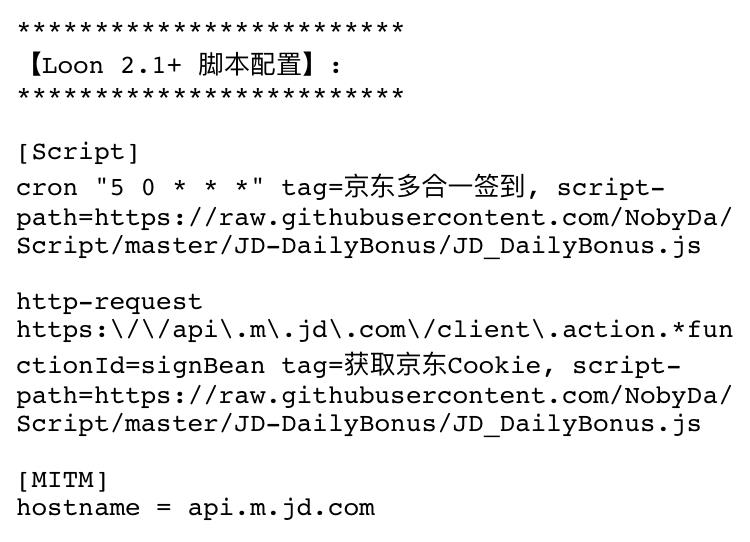 *************************
【Loon 2.1+ 脚本配置】:
*************************
[Script]
cron "5 0 * * *" tag=京东多合一签到, script-
path=https://raw.githubusercontent.com/NobyDa/
Script/master/JD-DailyBonus/JD_DailyBonus.js
http-request
https:\/\/api\.m\.jd\.com\/client\.action.*fun
ctionId=signBean tag=获取京东Cookie, script-
path=https://raw.githubusercontent.com/NobyDa/
Script/master/JD-DailyBonus/JD_DailyBonus.js
[MITM]
hostname = api.m.jd.com